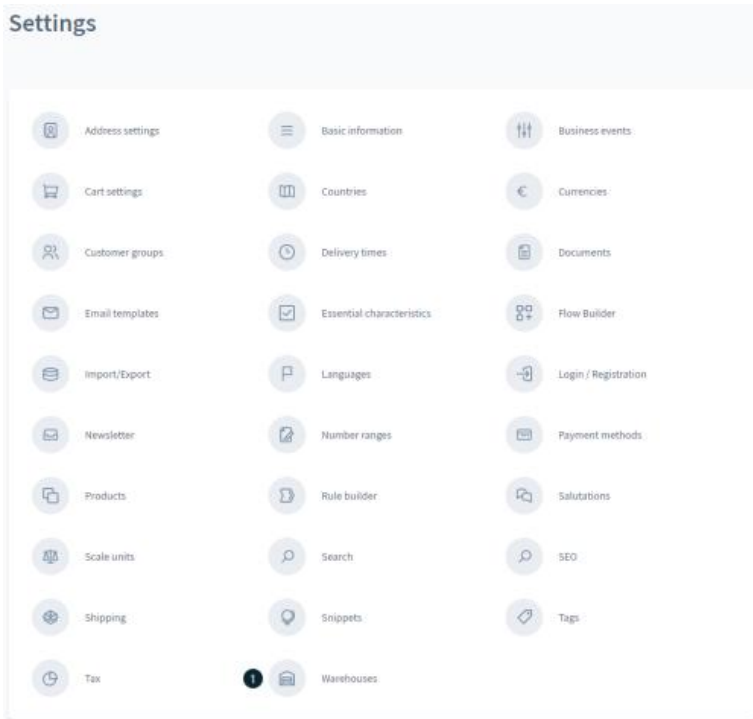 Settings
Address settings
Basic information
Business events
Cart settings
Countries
€
Currencies
Customer groups
Delivery times
Documents
Email templates
Essential characteristics
Flow Builder
Import/Export
Languages
Login / Registration
Newsletter
Number ranges
Payment methods
Products
Rule builder
Salutations
Scale units
Search
SEO
Shipping
Snippets
Tags
Tax
1
Warehouses